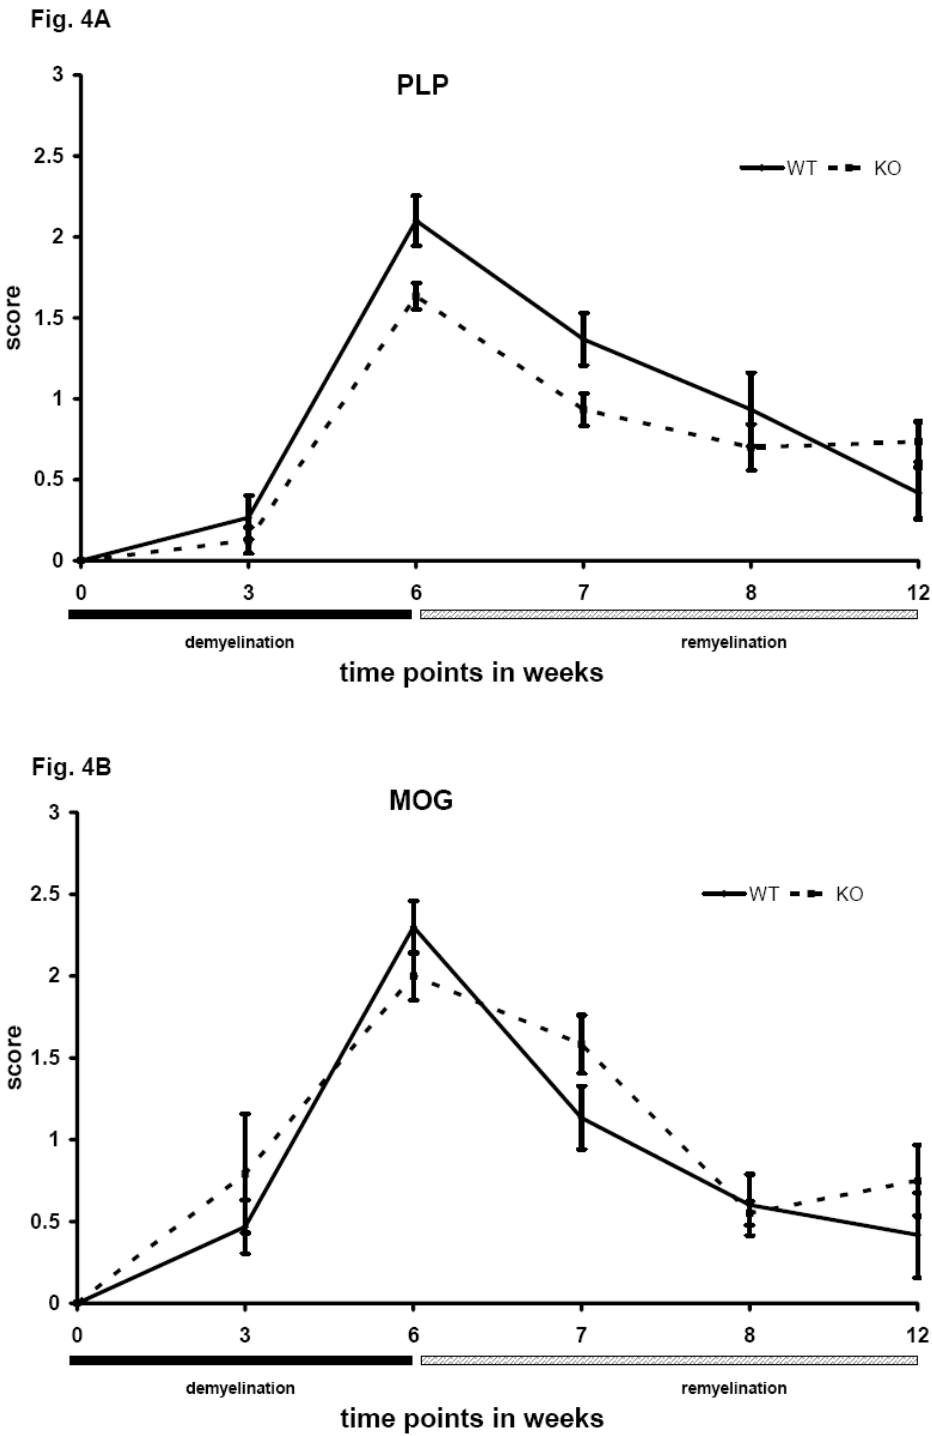 Fig. 4A
PLP
3
2.5
2
1.5
1
0.5
0
score
WT KO
0 3 6 7 8 12
demyelination remyelination
time points in weeks
Fig. 4B
MOG
3
2.5
2
1.5
1
0.5
0
score
WT KO
0 3 6 7 8 12
demyelination remyelination
time points in weeks